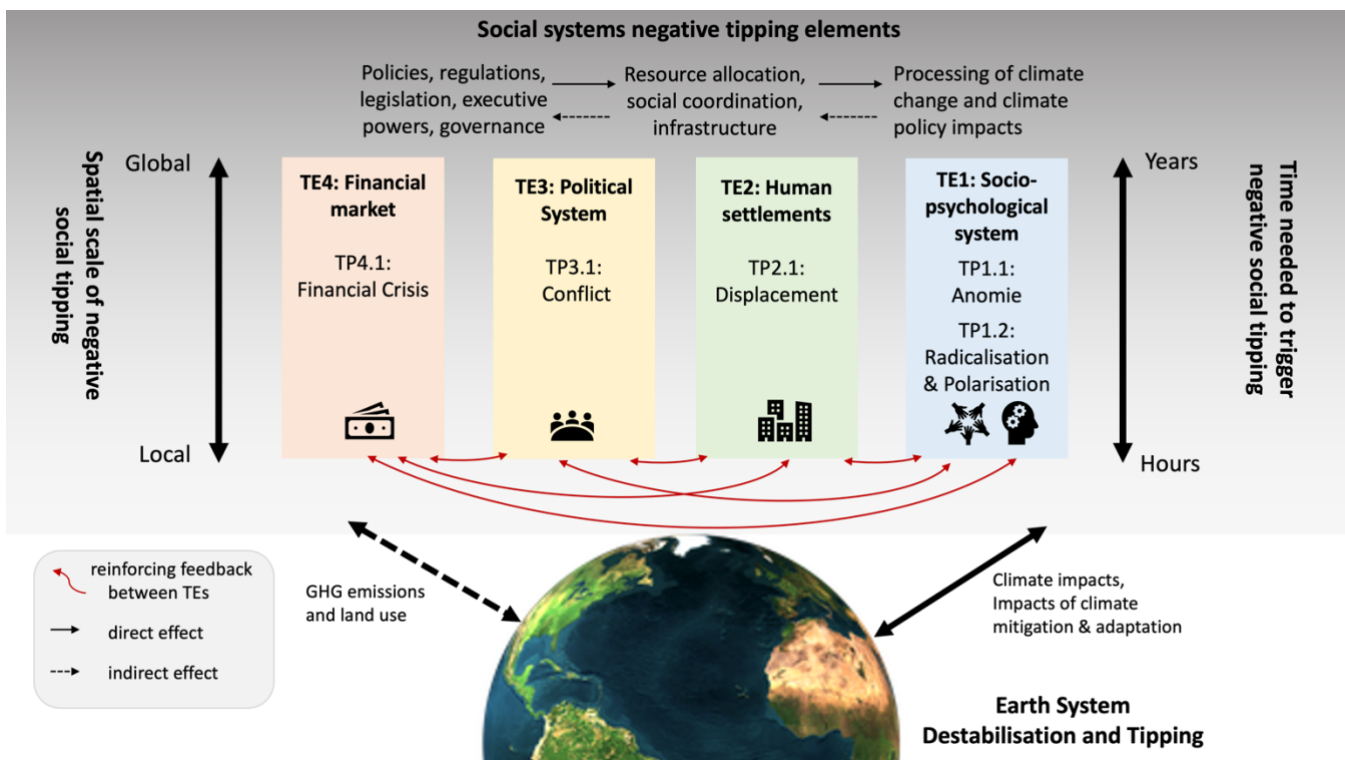 Social systems negative tipping elements
Policies, regulations,
legislation, executive
powers, governance
Resource allocation,
social coordination,
infrastructure
Processing of climate
change and climate
policy impacts
Spatial scale of negative
social tipping
Global
Local
TE4: Financial
market
TP4.1:
Financial Crisis
TE3: Political
System
TP3.1:
Conflict
TE2: Human
settlements
TP2.1:
Displacement
TE1: Socio-
psychological
system
TP1.1:
Anomie
TP1.2:
Radicalisation
& Polarisation
Years
Hours
Time needed to trigger
negative social tipping
reinforcing feedback
between TEs
direct effect
indirect effect
GHG emissions
and land use
Climate impacts,
Impacts of climate
mitigation & adaptation
Earth System
Destabilisation and Tipping